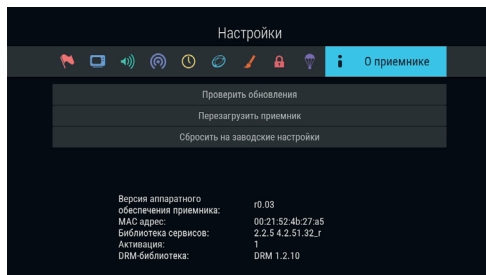 Настройки
О приемнике
Проверить обновления
Перезагрузить приемник
Сбросить на заводские настройки
Версия аппаратного
обеспечения приемника: r0.03
MAC адрес: 00:21:52:4b:27:a5
Библиотека сервисов: 2.2.5 4.2.51.32_r
Активация: 1
DRM-библиотека: DRM 1.2.10